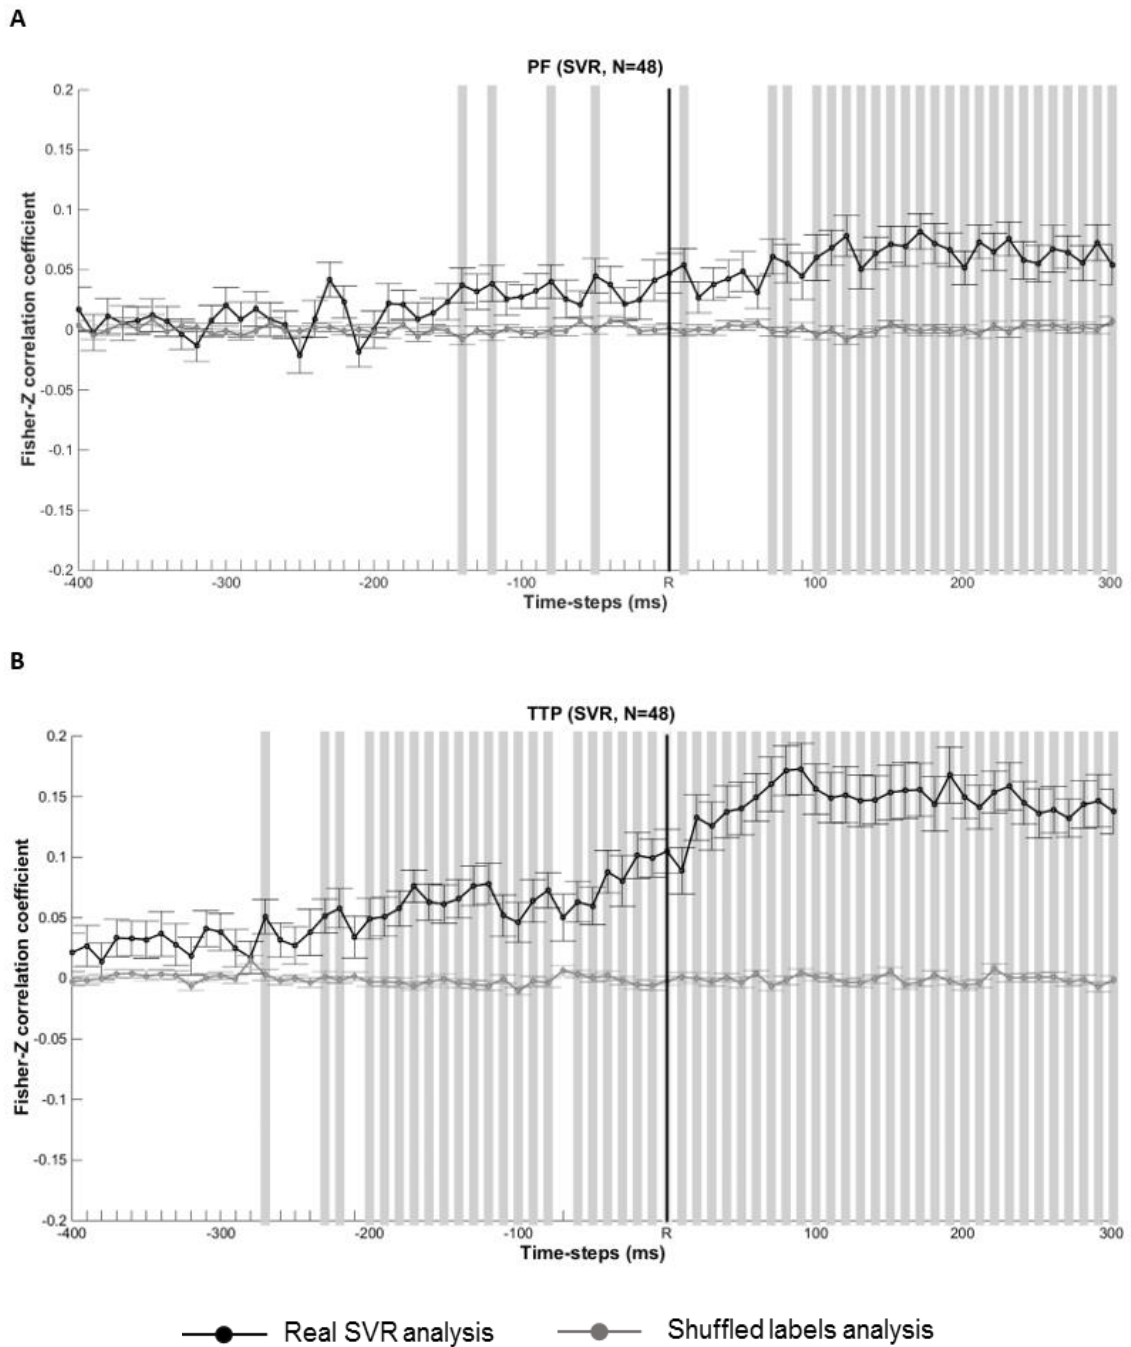 A
PF (SVR, N=48)
Fisher-Z correlation coefficient
0.2
0.15
0.1
0.05
0
-0.05
-0.1
-0.15
-0.2
-400 -300 -200 -100 R 100 200 300
Time-steps (ms)
B
TTP (SVR, N=48)
Fisher-Z correlation coefficient
0.2
0.15
0.1
0.05
0
-0.05
-0.1
-0.15
-0.2
-400 -300 -200 -100 R 100 200 300
Time-steps (ms)
Real SVR analysis Shuffled labels analysis